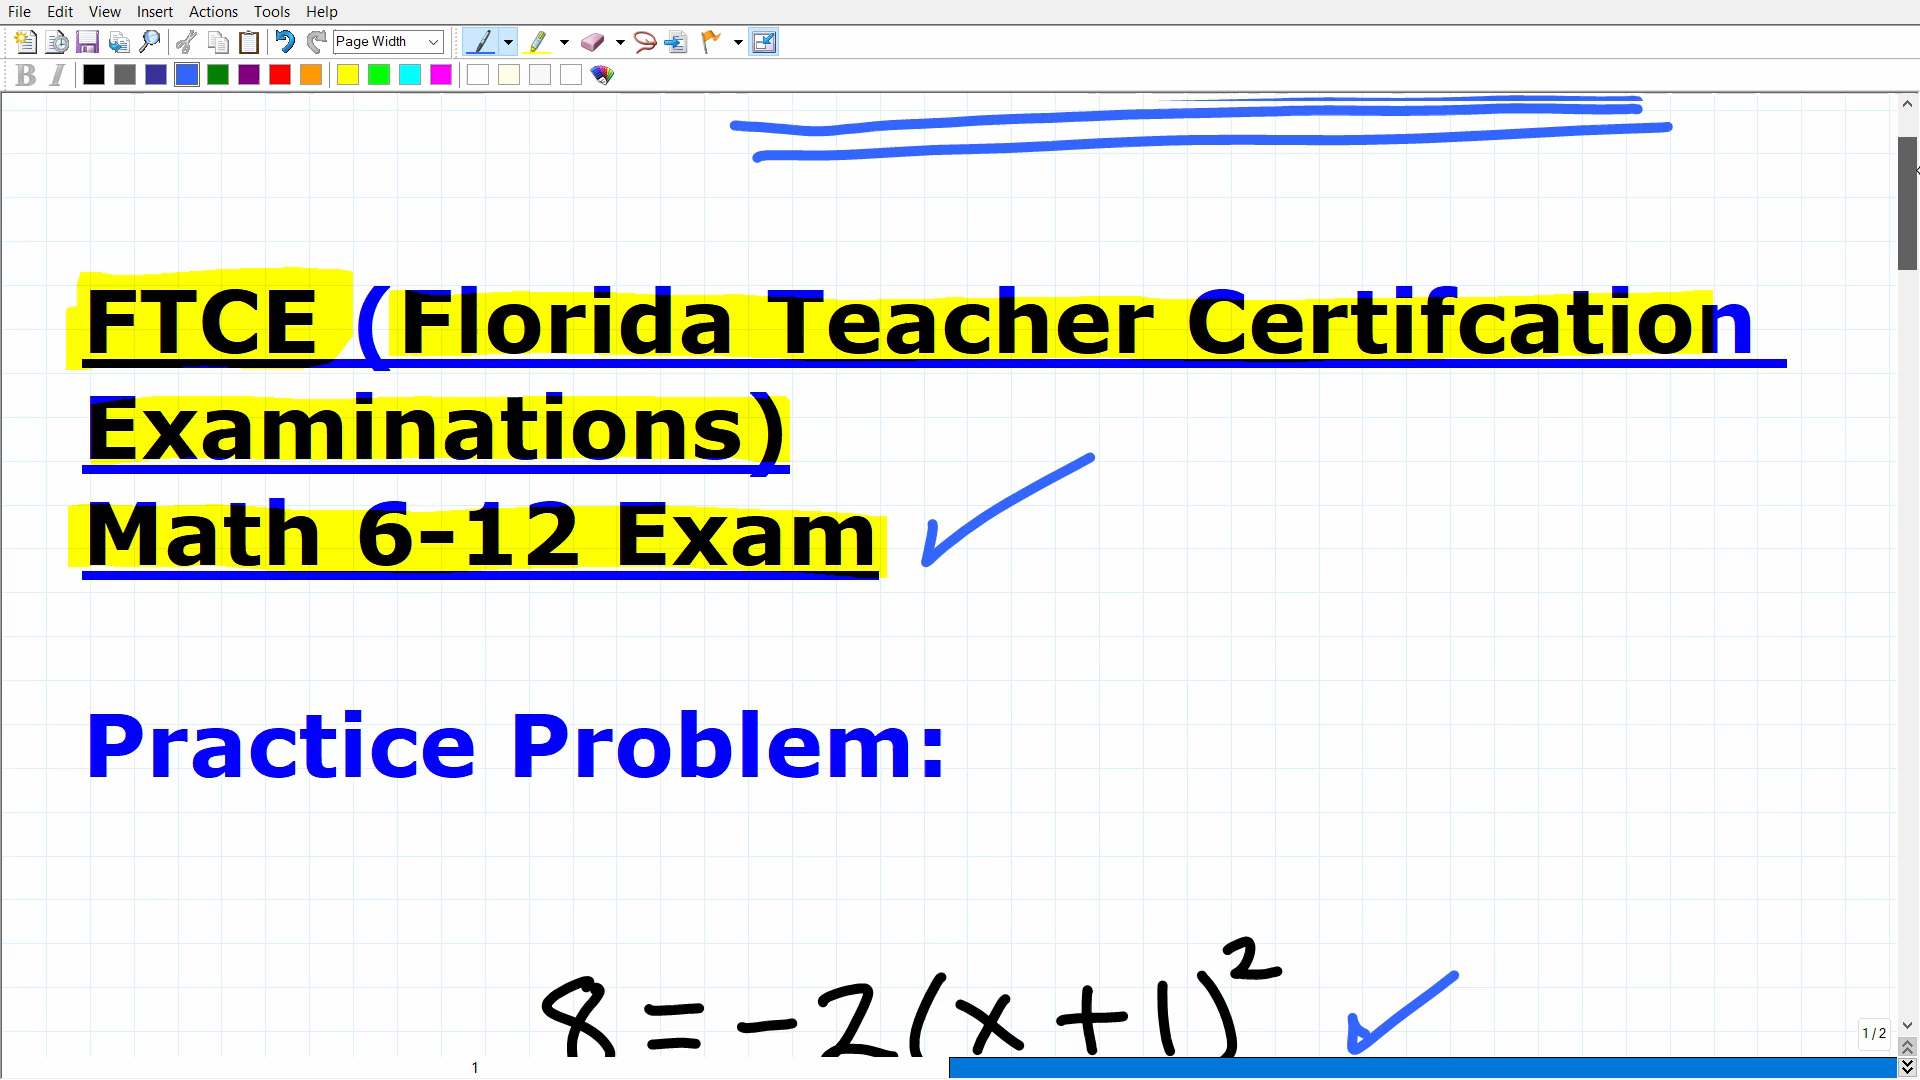 File Edit View Insert Actions Tools Help
Page Width
B I
FTCE (Florida Teacher Certifcation
Examinations)
Math 6-12 Exam
Practice Problem:
8 = -2(x+1)²
1 / 2
1